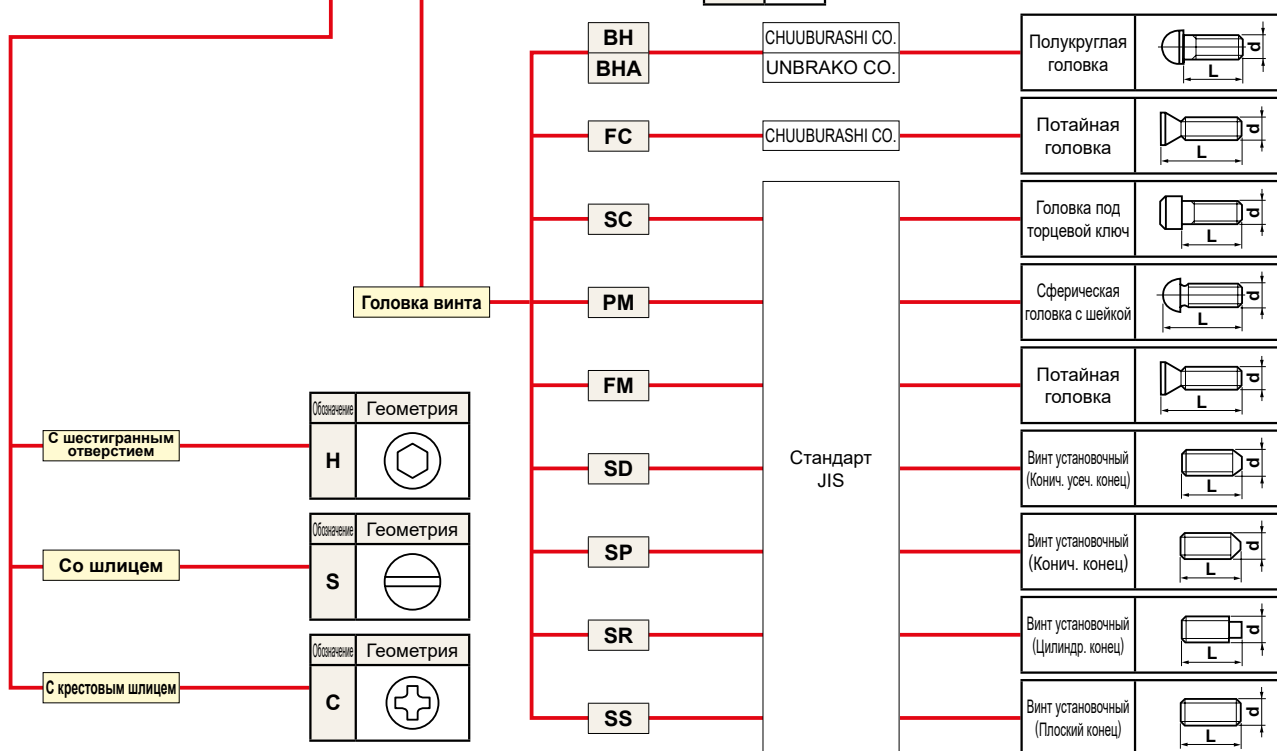 BH
BHA
CHUUBURASHI CO.
UNBRAKO CO.
Полукруглая
головка
d
L
FC
CHUUBURASHI CO.
Потайная
головка
d
L
SC
Головка под
торцевой ключ
d
L
Головка винта
PM
Сферическая
головка с шейкой
d
L
FM
Потайная
головка
d
L
Стандарт
JIS
SD
Винт установочный
(Конич. усеч. конец)
d
L
SP
Винт установочный
(Конич. конец)
d
L
SR
Винт установочный
(Цилиндр. конец)
d
L
SS
Винт установочный
(Плоский конец)
d
L
С шестигранным
отверстием
Обозначение Геометрия
H
Со шлицем
Обозначение Геометрия
S
С крестовым шлицем
Обозначение Геометрия
C